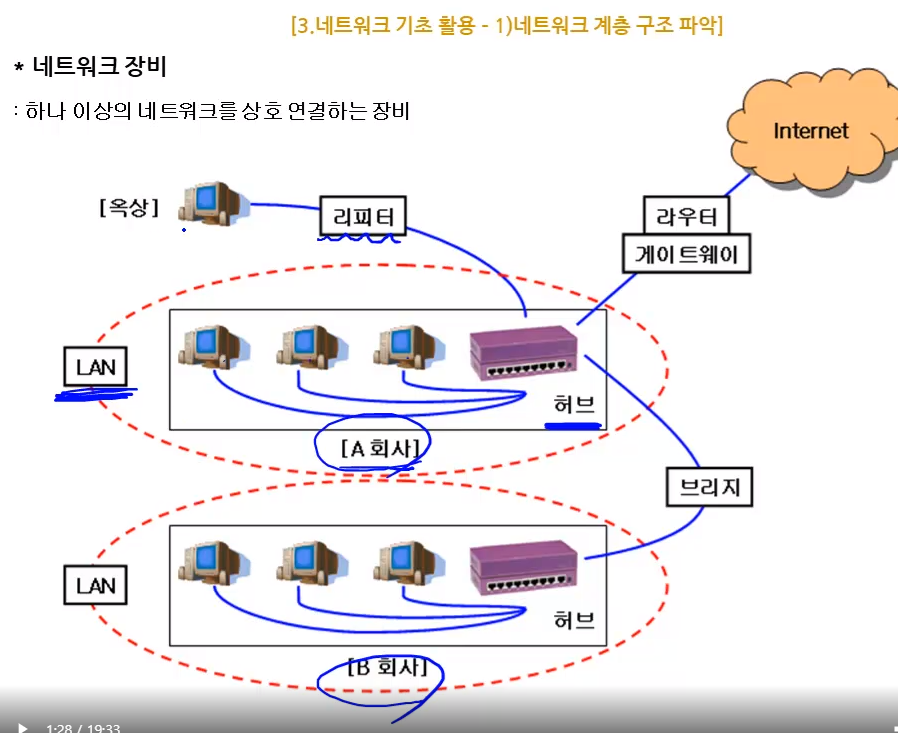 [3.네트워크 기초 활용 - 1)네트워크 계층 구조 파악]
* 네트워크 장비
: 하나 이상의 네트워크를 상호 연결하는 장비
Internet
[옥상]
리피터
라우터
게이트웨이
LAN
허브
[A 회사]
브리지
LAN
허브
[B 회사]
1:28 / 19:33